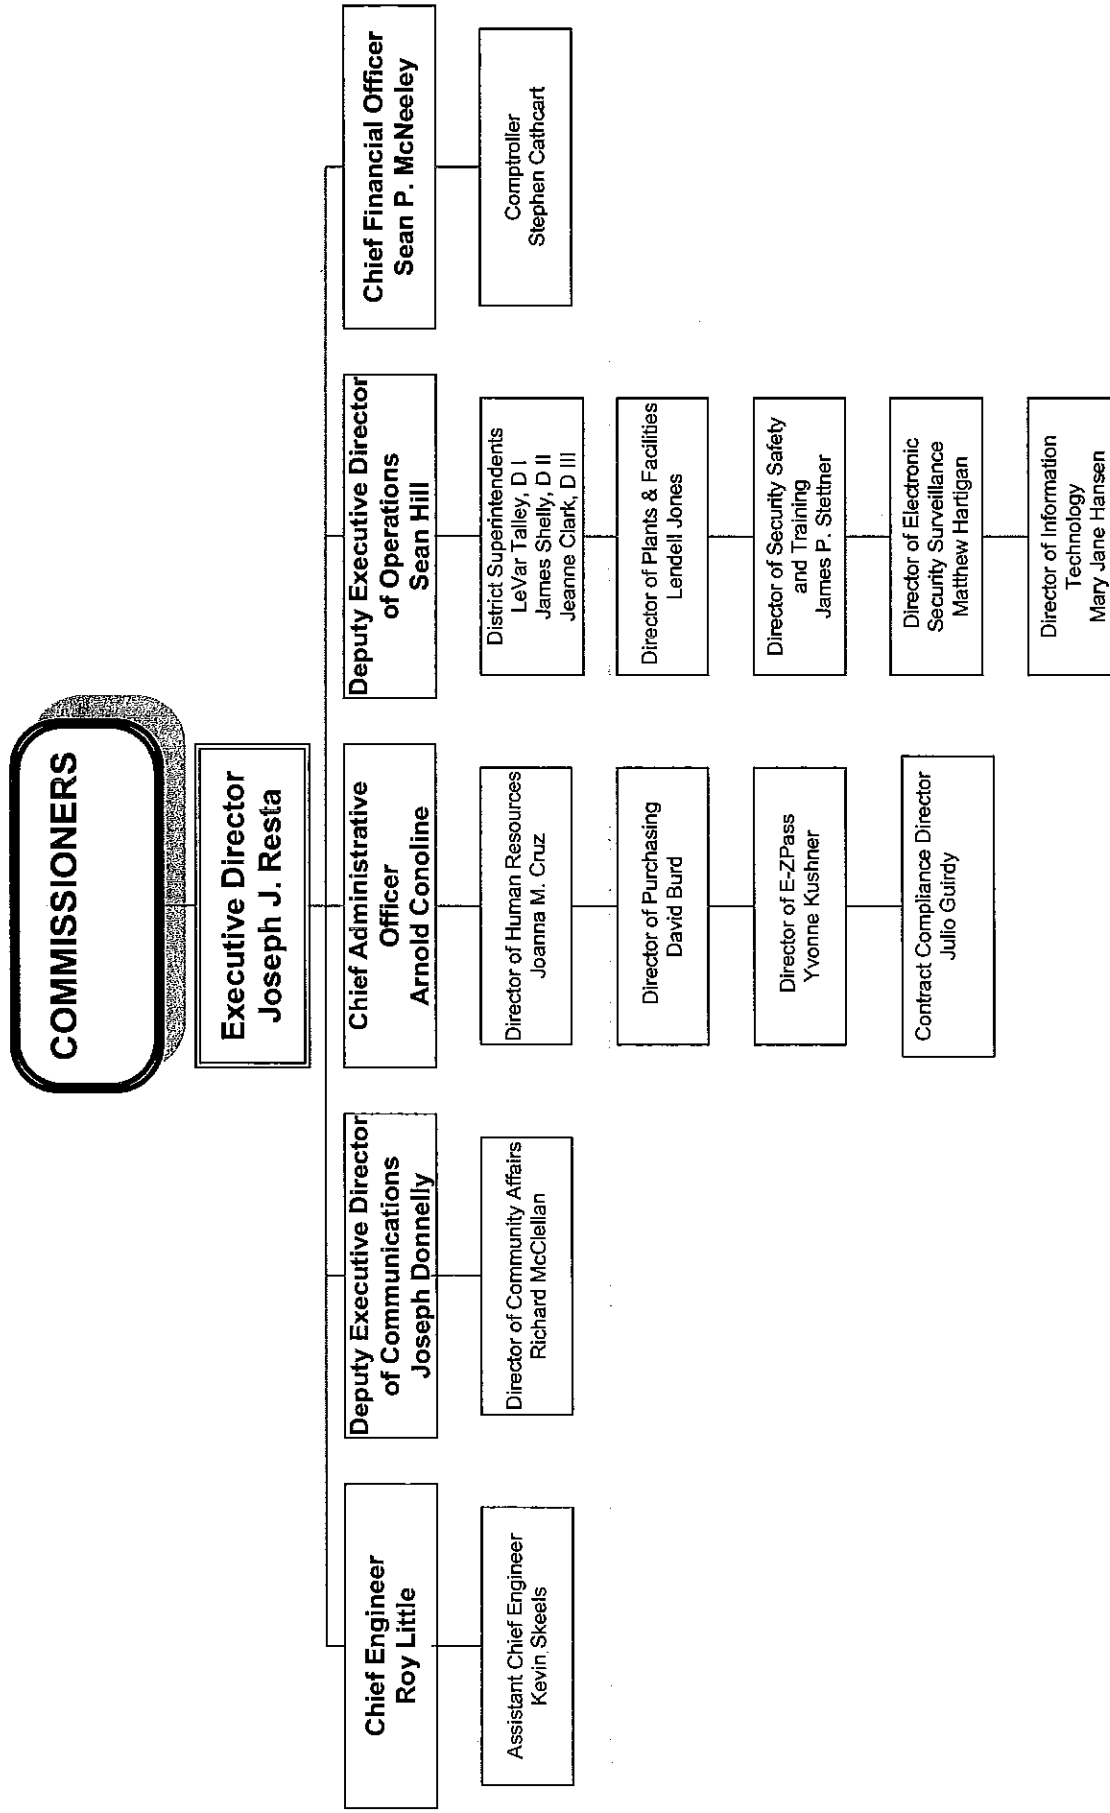 COMMISSIONERS
Executive Director
Joseph J. Resta
Chief Engineer
Roy Little
Assistant Chief Engineer
Kevin Skeels
Deputy Executive Director
of Communications
Joseph Donnelly
Director of Community Affairs
Richard McClellan
Chief Administrative
Officer
Arnold Conoline
Director of Human Resources
Joanna M. Cruz
Director of Purchasing
David Burd
Director of E-ZPass
Yvonne Kushner
Contract Compliance Director
Julio Guirdy
Deputy Executive Director
of Operations
Sean Hill
District Superintendents
LeVar Talley, D I
James Shelly, D II
Jeanne Clark, D III
Director of Plants & Facilities
Lendell Jones
Director of Security Safety
and Training
James P. Stettner
Director of Electronic
Security Surveillance
Matthew Hartigan
Director of Information
Technology
Mary Jane Hansen
Chief Financial Officer
Sean P. McNeeley
Comptroller
Stephen Cathcart